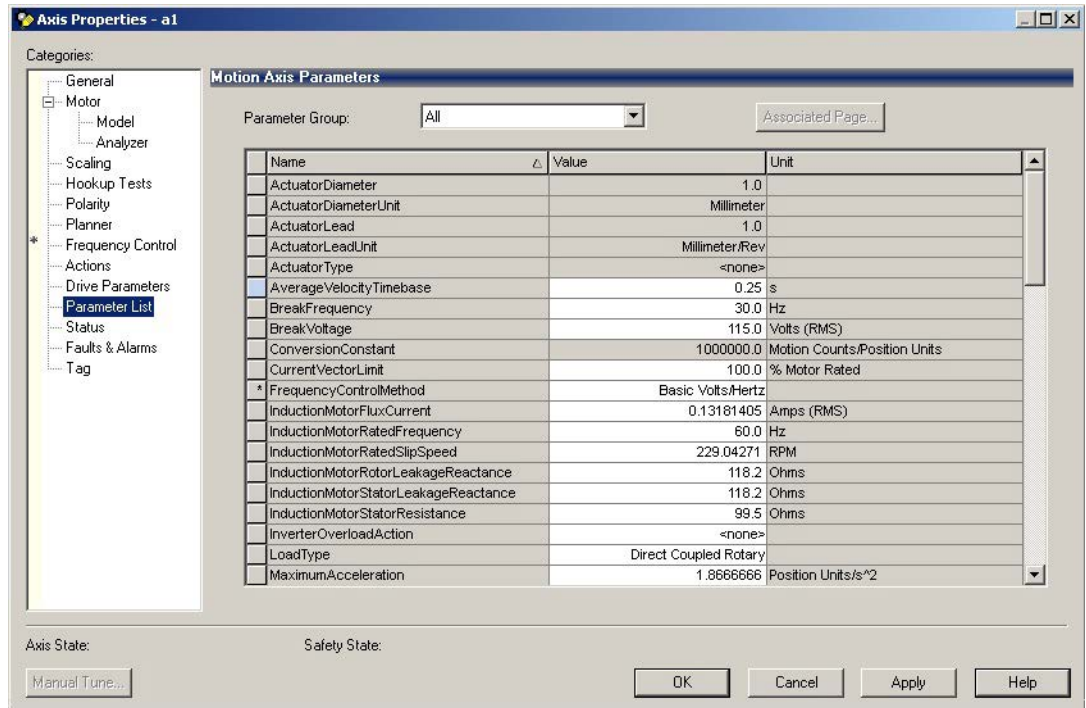 Axis Properties - a1
Categories:
General
Motor
Model
Analyzer
Scaling
Hookup Tests
Polarity
Planner
* Frequency Control
Actions
Drive Parameters
Parameter List
Status
Faults & Alarms
Tag
Motion Axis Parameters
Parameter Group: All Associated Page...
Name Value Unit
ActuatorDiameter 1.0
ActuatorDiameterUnit Millimeter
ActuatorLead 1.0
ActuatorLeadUnit Millimeter/Rev
ActuatorType <none>
AverageVelocityTimebase 0.25 s
BreakFrequency 30.0 Hz
BreakVoltage 115.0 Volts (RMS)
ConversionConstant 1000000.0 Motion Counts/Position Units
CurrentVectorLimit 100.0 % Motor Rated
* FrequencyControlMethod Basic Volts/Hertz
InductionMotorFluxCurrent 0.13181405 Amps (RMS)
InductionMotorRatedFrequency 60.0 Hz
InductionMotorRatedSlipSpeed 229.04271 RPM
InductionMotorRotorLeakageReactance 118.2 Ohms
InductionMotorStatorLeakageReactance 118.2 Ohms
InductionMotorStatorResistance 99.5 Ohms
InverterOverloadAction <none>
LoadType Direct Coupled Rotary
MaximumAcceleration 1.8666666 Position Units/s^2
Axis State: Safety State:
Manual Tune... OK Cancel Apply Help